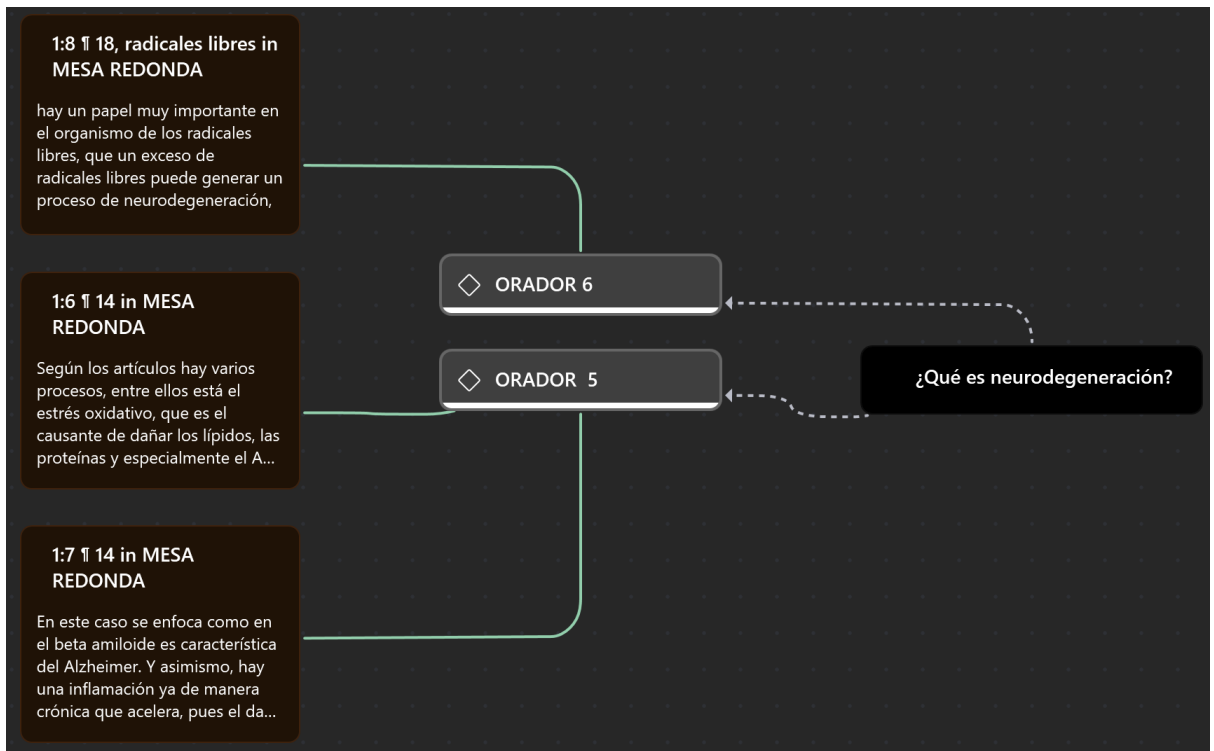 1:8 ¶ 18, radicales libres in
MESA REDONDA
hay un papel muy importante en
el organismo de los radicales
libres, que un exceso de
radicales libres puede generar un
proceso de neurodegeneración,
ORADOR 6
1:6 ¶ 14 in MESA
REDONDA
Según los artículos hay varios
procesos, entre ellos está el
estrés oxidativo, que es el
causante de dañar los lípidos, las
proteínas y especialmente el A...
ORADOR 5
¿Qué es neurodegeneración?
1:7 ¶ 14 in MESA
REDONDA
En este caso se enfoca como en
el beta amiloide es característica
del Alzheimer. Y asimismo, hay
una inflamación ya de manera
crónica que acelera, pues el da...